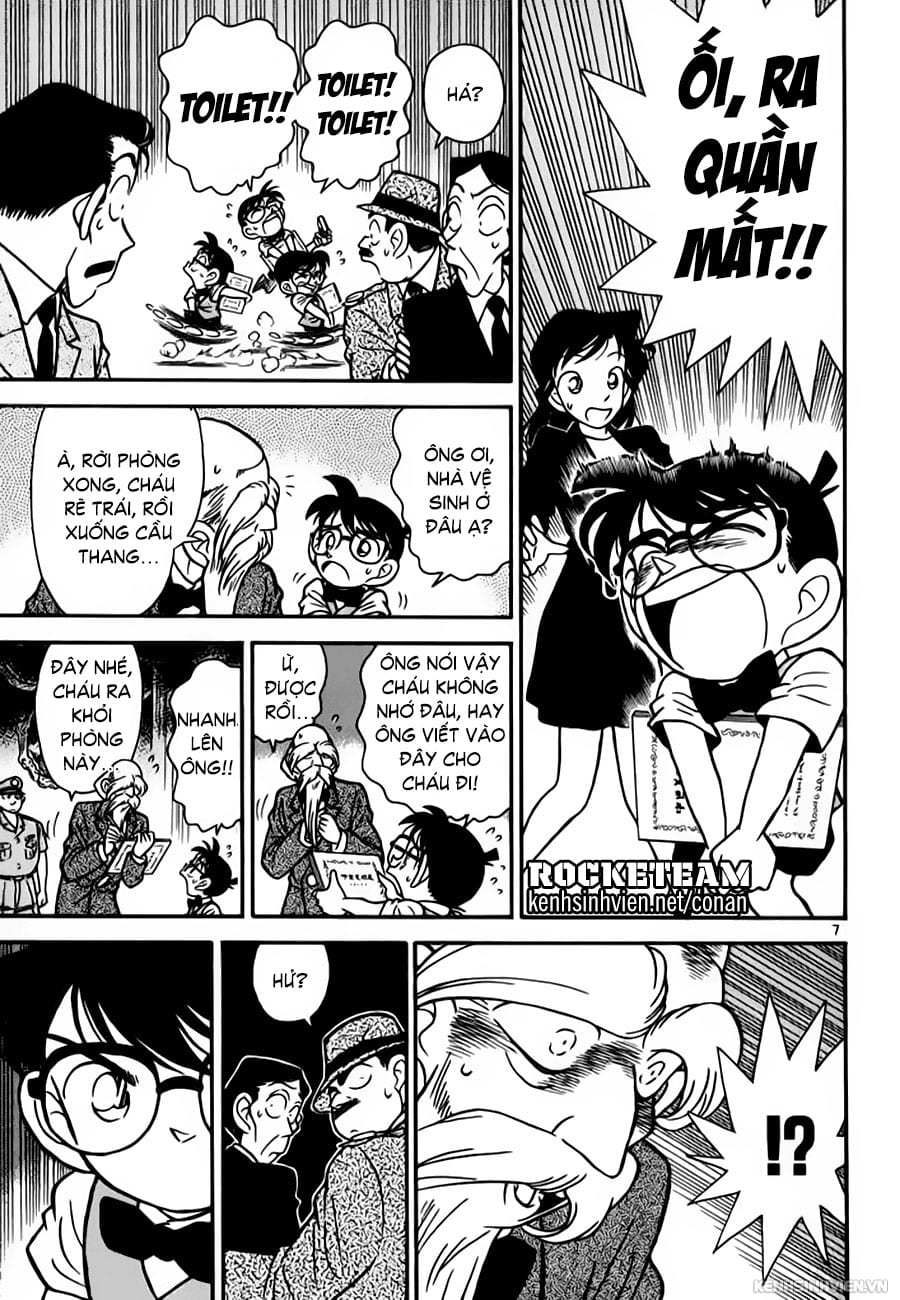 ỐI, RA
QUẦN
MẤT!!
HẢ?
TOILET!
TOILET!
TOILET!!
ÔNG ƠI,
NHÀ VỆ
SINH Ở
ĐÂU Ạ?
À, RỜI PHÒNG
XONG, CHÁU
RẼ TRÁI, RỒI
XUỐNG CẦU
THANG...
ÔNG NÓI VẬY
CHÁU KHÔNG
NHỚ ĐÂU, HAY
ÔNG VIẾT VÀO
ĐÂY CHO
CHÁU ĐI!
Ừ,
ĐƯỢC
RỒI...
NHANH
LÊN
ÔNG!!
ĐÂY NHÉ,
CHÁU RA
KHỎI
PHÒNG
NÀY...
ROCKETEAM
kenhsinhvien.net/conan
7
!?
HỬ?
KENHSINHVIEN.VN